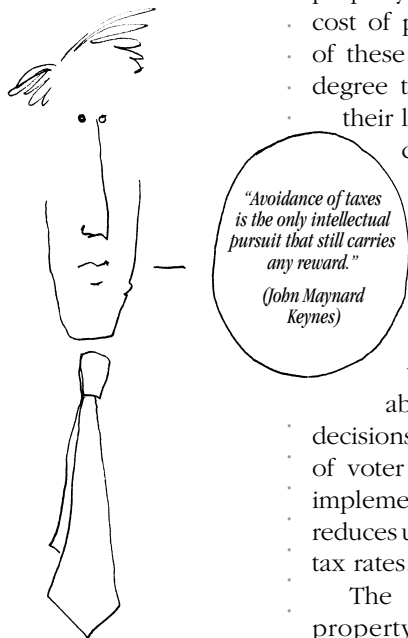 cost of p
of these
degree t
their l
"Avoidance of taxes
is the only intellectual
pursuit that still carries
any reward."
(John Maynard
Keynes)
ab
decisions
of voter
impleme
reduces u
tax rates.
The
property